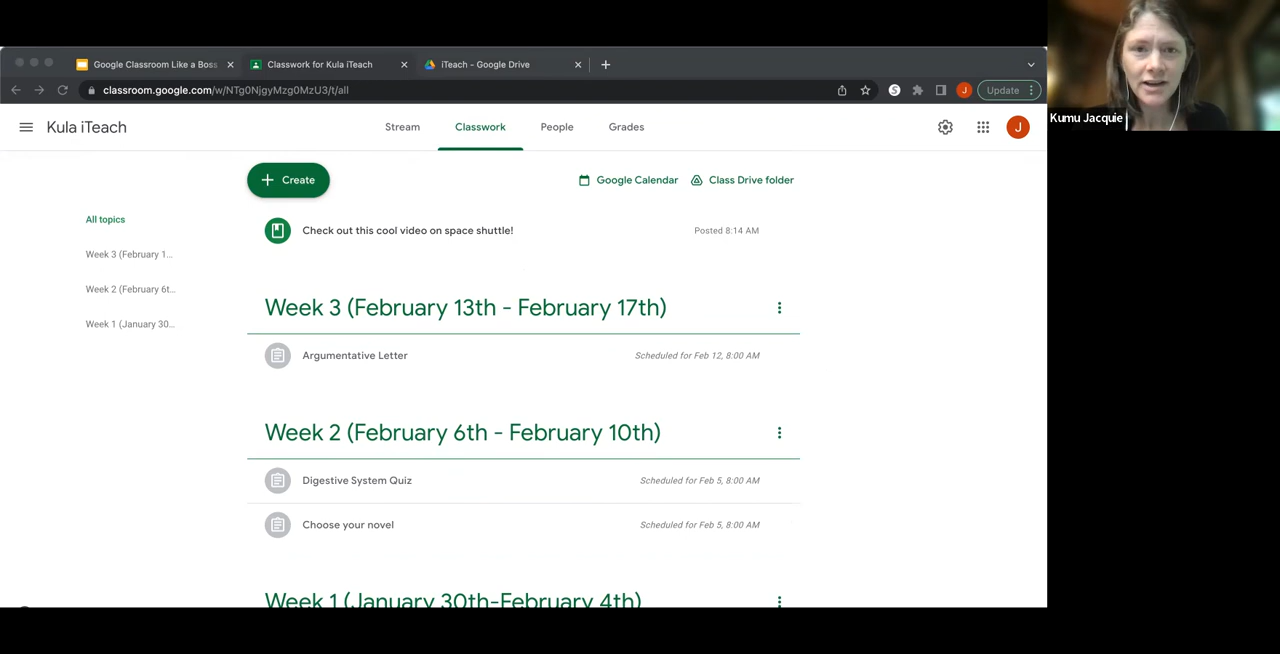 Google Classroom Like a Boss
Classwork for Kula iTeach
iTeach - Google Drive
classroom.google.com/w/NTg0NjgyMzg0MzU3/t/all
S
J
Update
Kumu Jacquie
Kula iTeach
Stream
Classwork
People
Grades
J
Create
Google Calendar
Class Drive folder
All topics
Check out this cool video on space shuttle!
Posted 8:14 AM
Week 3 (February 1...
Week 2 (February 6t...
Week 1 (January 30...
Week 3 (February 13th - February 17th)
Argumentative Letter
Scheduled for Feb 12, 8:00 AM
Week 2 (February 6th - February 10th)
Digestive System Quiz
Scheduled for Feb 5, 8:00 AM
Choose your novel
Scheduled for Feb 5, 8:00 AM
Week 1 (January 30th-February 4th)